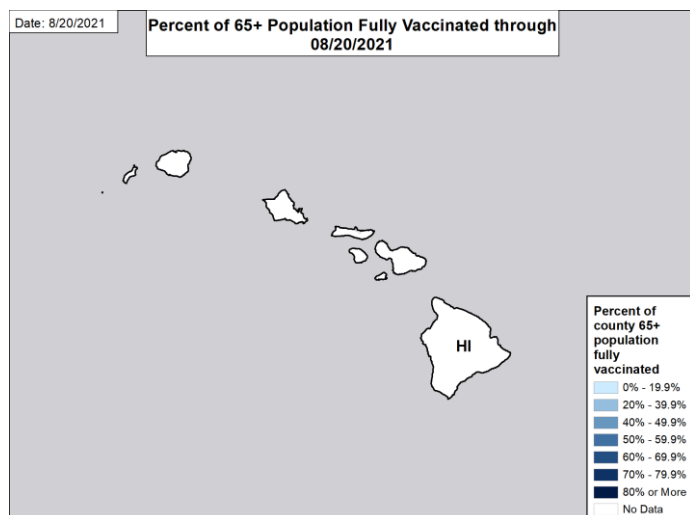 Date: 8/20/2021
Percent of 65+ Population Fully Vaccinated through
08/20/2021
HI
Percent of
county 65+
population
fully
vaccinated
0% - 19.9%
20% - 39.9%
40% - 49.9%
50% - 59.9%
60% - 69.9%
70% - 79.9%
80% or More
No Data